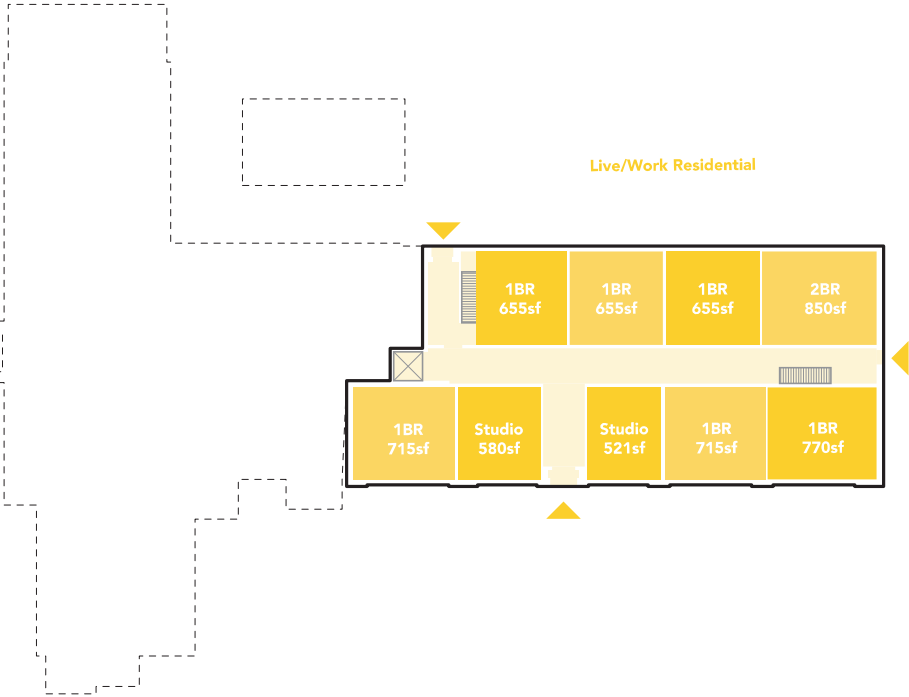 Live/Work Residential
1BR
655sf
1BR
655sf
1BR
655sf
2BR
850sf
1BR
715sf
Studio
580sf
Studio
521sf
1BR
715sf
1BR
770sf